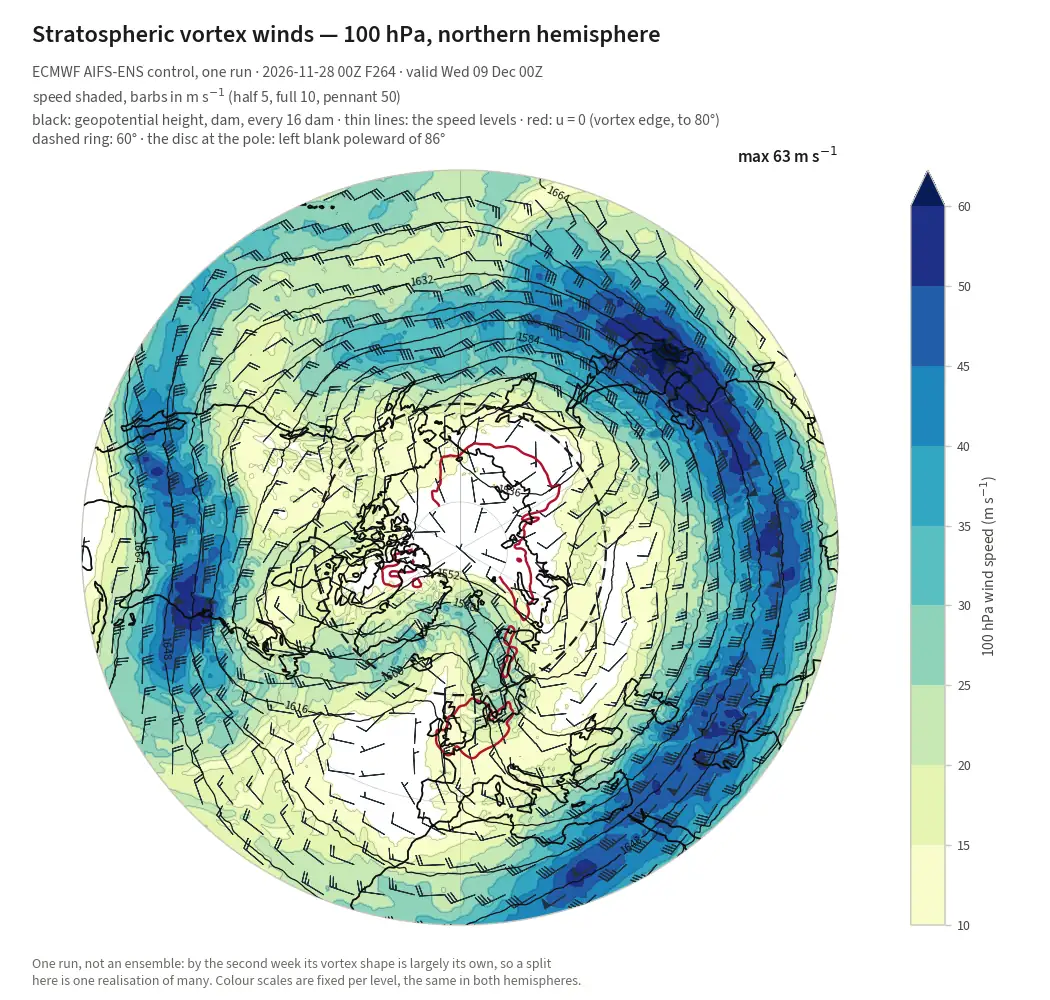 Stratospheric vortex winds — 100 hPa, northern hemisphere
ECMWF AIFS-ENS control, one run · 2026-11-28 00Z F264 · valid Wed 09 Dec 00Z
speed shaded, barbs in m s⁻¹ (half 5, full 10, pennant 50)
black: geopotential height, dam, every 16 dam · thin lines: the speed levels · red: u = 0 (vortex edge, to 80°)
dashed ring: 60° · the disc at the pole: left blank poleward of 86°
max 63 m s⁻¹
1664
1632
1584
1552
1600
1616
1648
1664
1648
60
50
45
40
35
30
25
20
15
10
100 hPa wind speed (m s⁻¹)
One run, not an ensemble: by the second week its vortex shape is largely its own, so a split
here is one realisation of many. Colour scales are fixed per level, the same in both hemispheres.